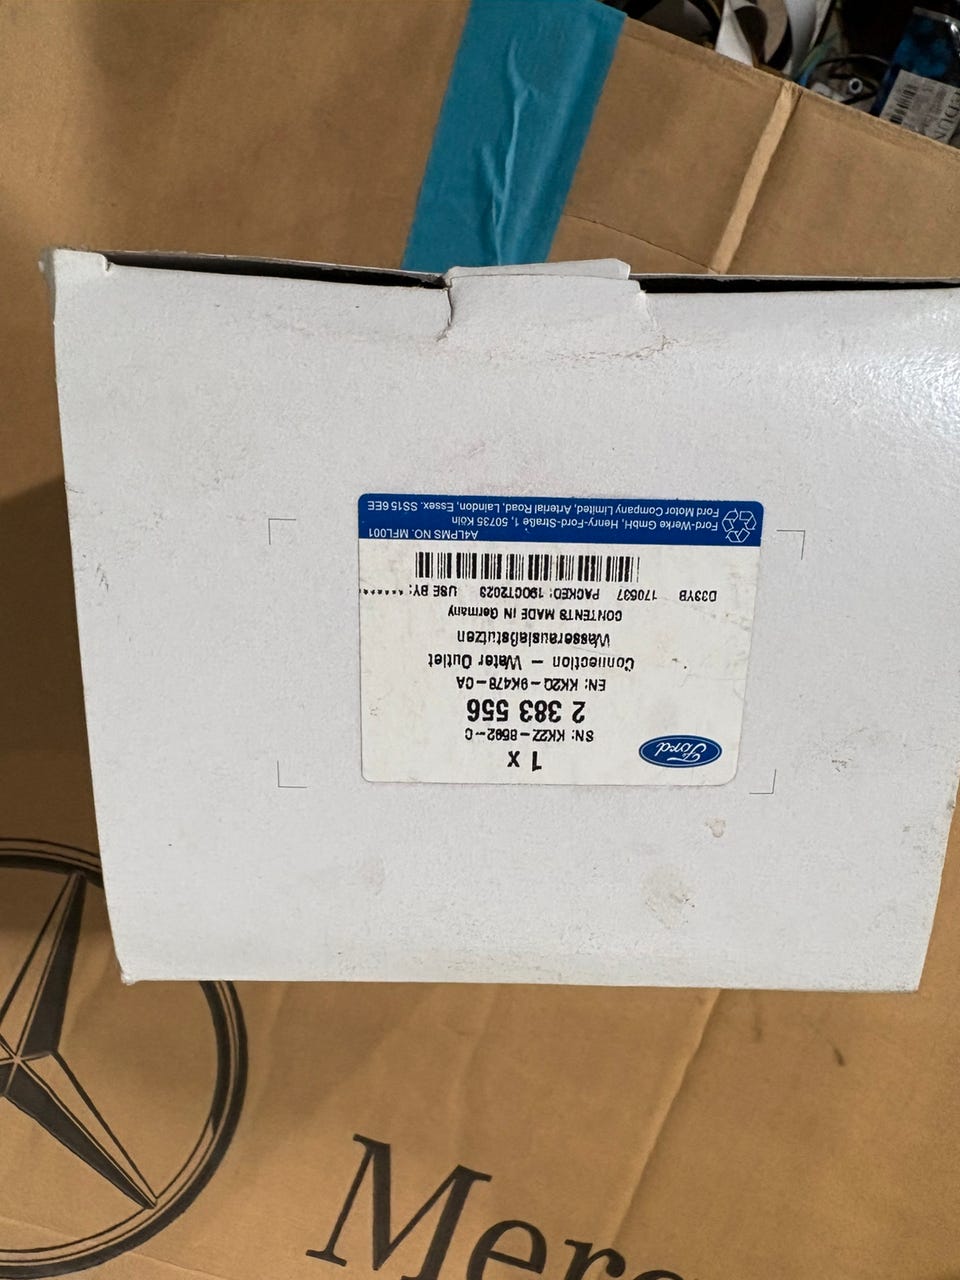 Ford
1 x
SN: KK2Z-8592-C
2 383 556
EN: KK2Q-9K478-CA
Connection - Water Outlet
Wasserauslaßstutzen
CONTENTS MADE IN Germany
D39YB 170537 PACKED: 19OCT2023 USE BY: ******
A4LPMS NO. MFL001
Ford-Werke GmbH, Henry-Ford-Straße 1, 50735 Köln
Ford Motor Company Limited, Arterial Road, Laindon, Essex. SS15 6EE
Merc